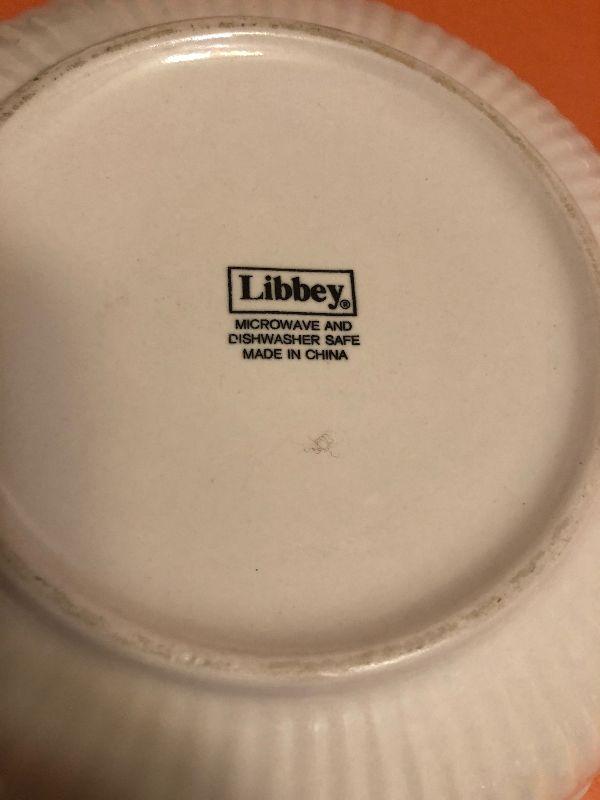 Libbey®
MICROWAVE AND
DISHWASHER SAFE
MADE IN CHINA